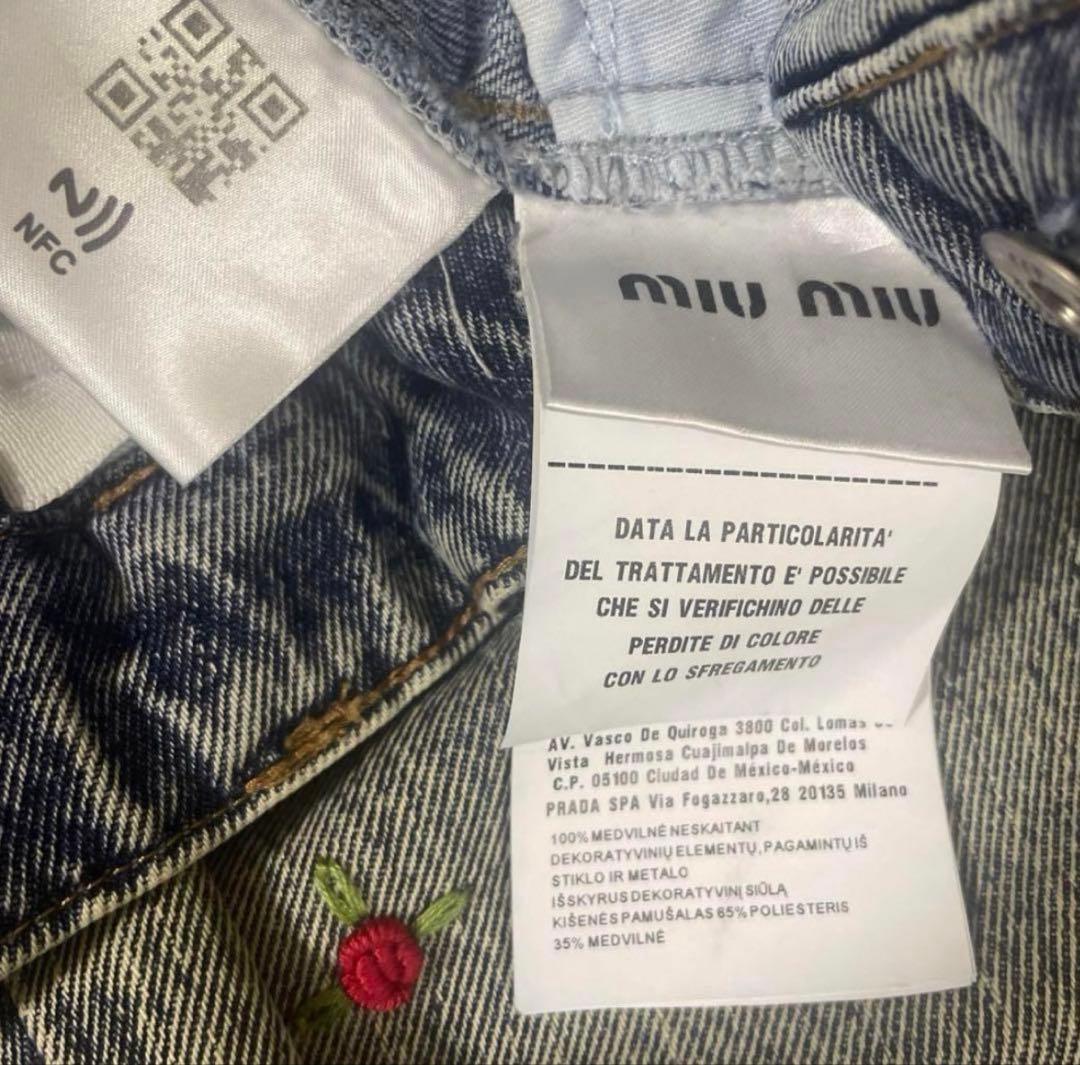 NFC
miu miu
DATA LA PARTICOLARITA'
DEL TRATTAMENTO E' POSSIBILE
CHE SI VERIFICHINO DELLE
PERDITE DI COLORE
CON LO SFREGAMENTO
AV. Vasco De Quiroga 3800 Col. Lomas
Vista Hermosa Cuajimalpa De Morelos
C.P. 05100 Ciudad De México-México
PRADA SPA Via Fogazzaro,28 20135 Milano
100% MEDVILNĖ NESKAITANT
DEKORATYVINIŲ ELEMENTŲ, PAGAMINTŲ IŠ
STIKLO IR METALO
IŠSKYRUS DEKORATYVINĮ SIŪLĄ
KIŠENĖS PAMUŠALAS 65% POLIESTERIS
35% MEDVILNĖ